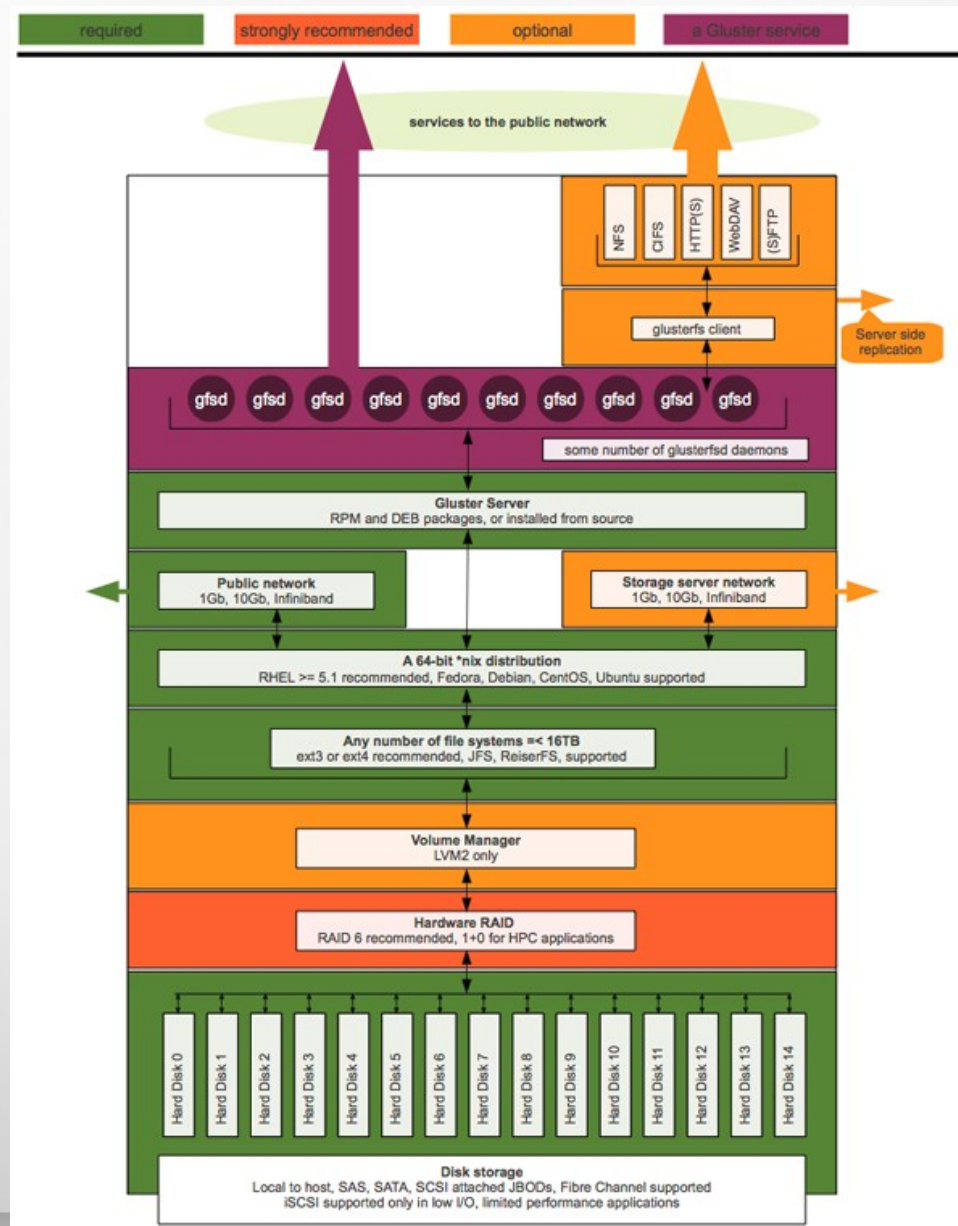 required
strongly recommended
optional
a Gluster service
services to the public network
NFS
CIFS
HTTP(S)
WebDAV
(S)FTP
glusterfs client
Server side
replication
gfsd
gfsd
gfsd
gfsd
gfsd
gfsd
gfsd
gfsd
gfsd
gfsd
some number of glusterfsd daemons
Gluster Server
RPM and DEB packages, or installed from source
Public network
1Gb, 10Gb, Infiniband
Storage server network
1Gb, 10Gb, Infiniband
A 64-bit *nix distribution
RHEL >= 5.1 recommended, Fedora, Debian, CentOS, Ubuntu supported
Any number of file systems =< 16TB
ext3 or ext4 recommended, JFS, ReiserFS, supported
Volume Manager
LVM2 only
Hardware RAID
RAID 6 recommended, 1+0 for HPC applications
Hard Disk 0
Hard Disk 1
Hard Disk 2
Hard Disk 3
Hard Disk 4
Hard Disk 5
Hard Disk 6
Hard Disk 7
Hard Disk 8
Hard Disk 9
Hard Disk 10
Hard Disk 11
Hard Disk 12
Hard Disk 13
Hard Disk 14
Disk storage
Local to host, SAS, SATA, SCSI attached JBODs, Fibre Channel supported
iSCSI supported only in low I/O, limited performance applications